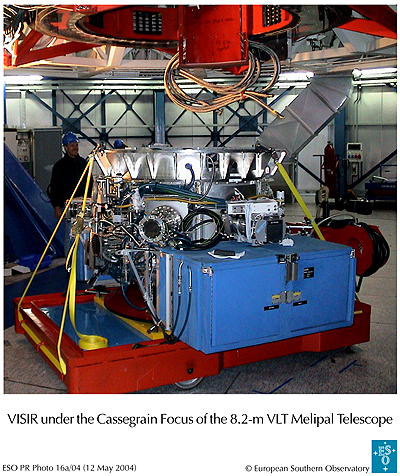 VISIR under the Cassegrain Focus of the 8.2-m VLT Melipal Telescope
ESO PR Photo 16a/04 (12 May 2004)
© European Southern Observatory
ES
O